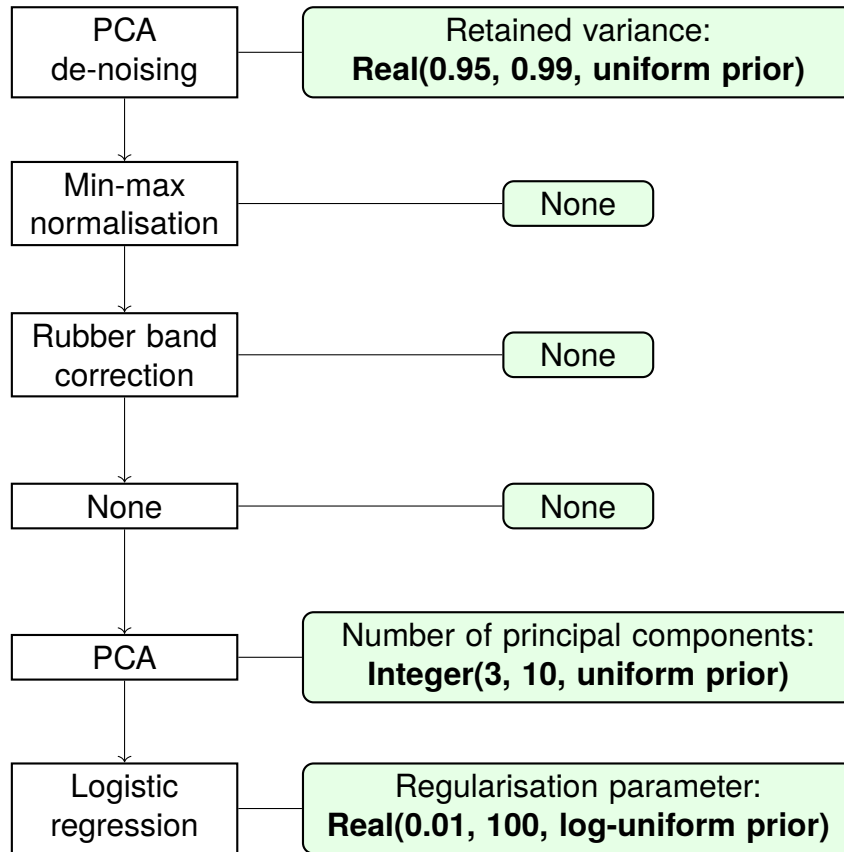 PCA
de-noising
Retained variance:
Real(0.95, 0.99, uniform prior)
Min-max
normalisation
None
Rubber band
correction
None
None
None
PCA
Number of principal components:
Integer(3, 10, uniform prior)
Logistic
regression
Regularisation parameter:
Real(0.01, 100, log-uniform prior)